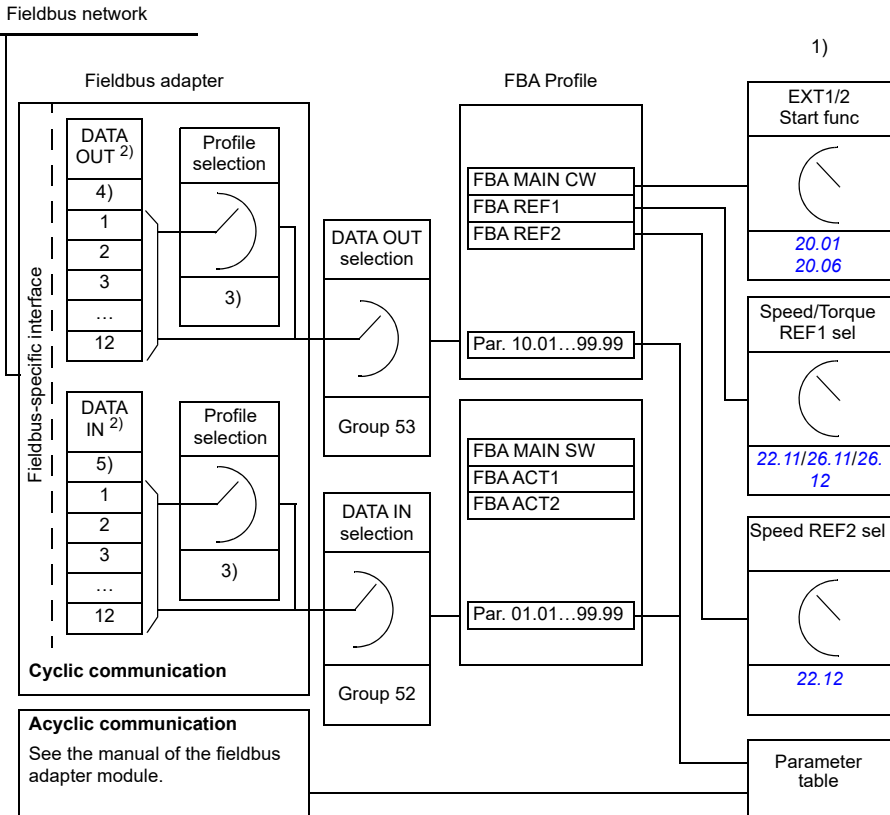 Fieldbus network
1)
Fieldbus adapter
FBA Profile
Fieldbus-specific interface
DATA
OUT 2)
4)
1
2
3
…
12
Profile
selection
3)
DATA OUT
selection
Group 53
FBA MAIN CW
FBA REF1
FBA REF2
Par. 10.01…99.99
EXT1/2
Start func
20.01
20.06
Speed/Torque
REF1 sel
22.11/26.11/26.
12
DATA
IN 2)
5)
1
2
3
…
12
Profile
selection
3)
DATA IN
selection
Group 52
FBA MAIN SW
FBA ACT1
FBA ACT2
Par. 01.01…99.99
Speed REF2 sel
22.12
Cyclic communication
Acyclic communication
See the manual of the fieldbus
adapter module.
Parameter
table